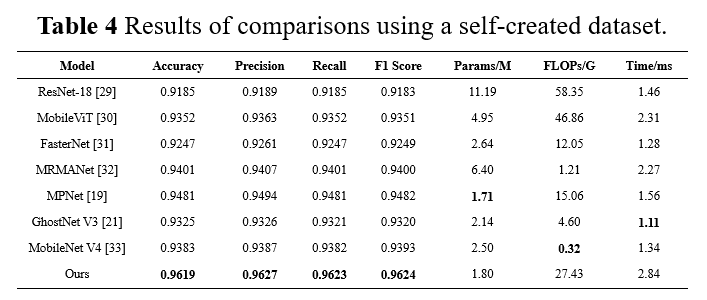 Table 4 Results of comparisons using a self-created dataset.
Model Accuracy Precision Recall F1 Score Params/M FLOPs/G Time/ms
ResNet-18 [29] 0.9185 0.9189 0.9185 0.9183 11.19 58.35 1.46
MobileViT [30] 0.9352 0.9363 0.9352 0.9351 4.95 46.86 2.31
FasterNet [31] 0.9247 0.9261 0.9247 0.9249 2.64 12.05 1.28
MRMANet [32] 0.9401 0.9407 0.9401 0.9400 6.40 1.21 2.27
MPNet [19] 0.9481 0.9494 0.9481 0.9482 1.71 15.06 1.56
GhostNet V3 [21] 0.9325 0.9326 0.9321 0.9320 2.14 4.60 1.11
MobileNet V4 [33] 0.9383 0.9387 0.9382 0.9393 2.50 0.32 1.34
Ours 0.9619 0.9627 0.9623 0.9624 1.80 27.43 2.84